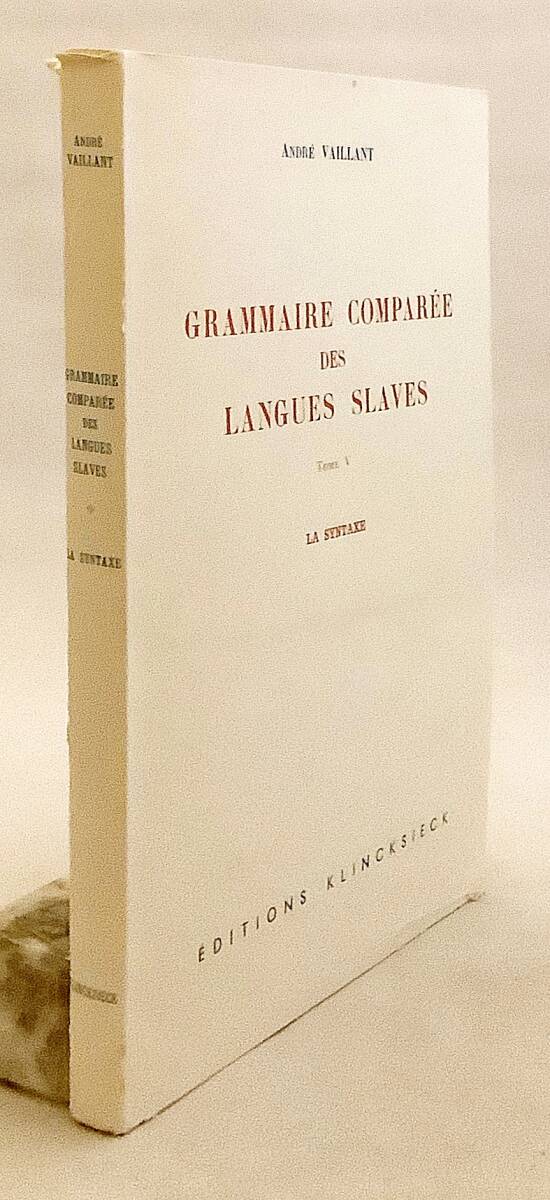 ANDRÉ
VAILLANT
GRAMMAIRE
COMPARÉE
DES
LANGUES
SLAVES
LA SYNTAXE
KLINCKSIECK
ANDRÉ VAILLANT
GRAMMAIRE COMPARÉE
DES
LANGUES SLAVES
Tome V
LA SYNTAXE
ÉDITIONS KLINCKSIECK